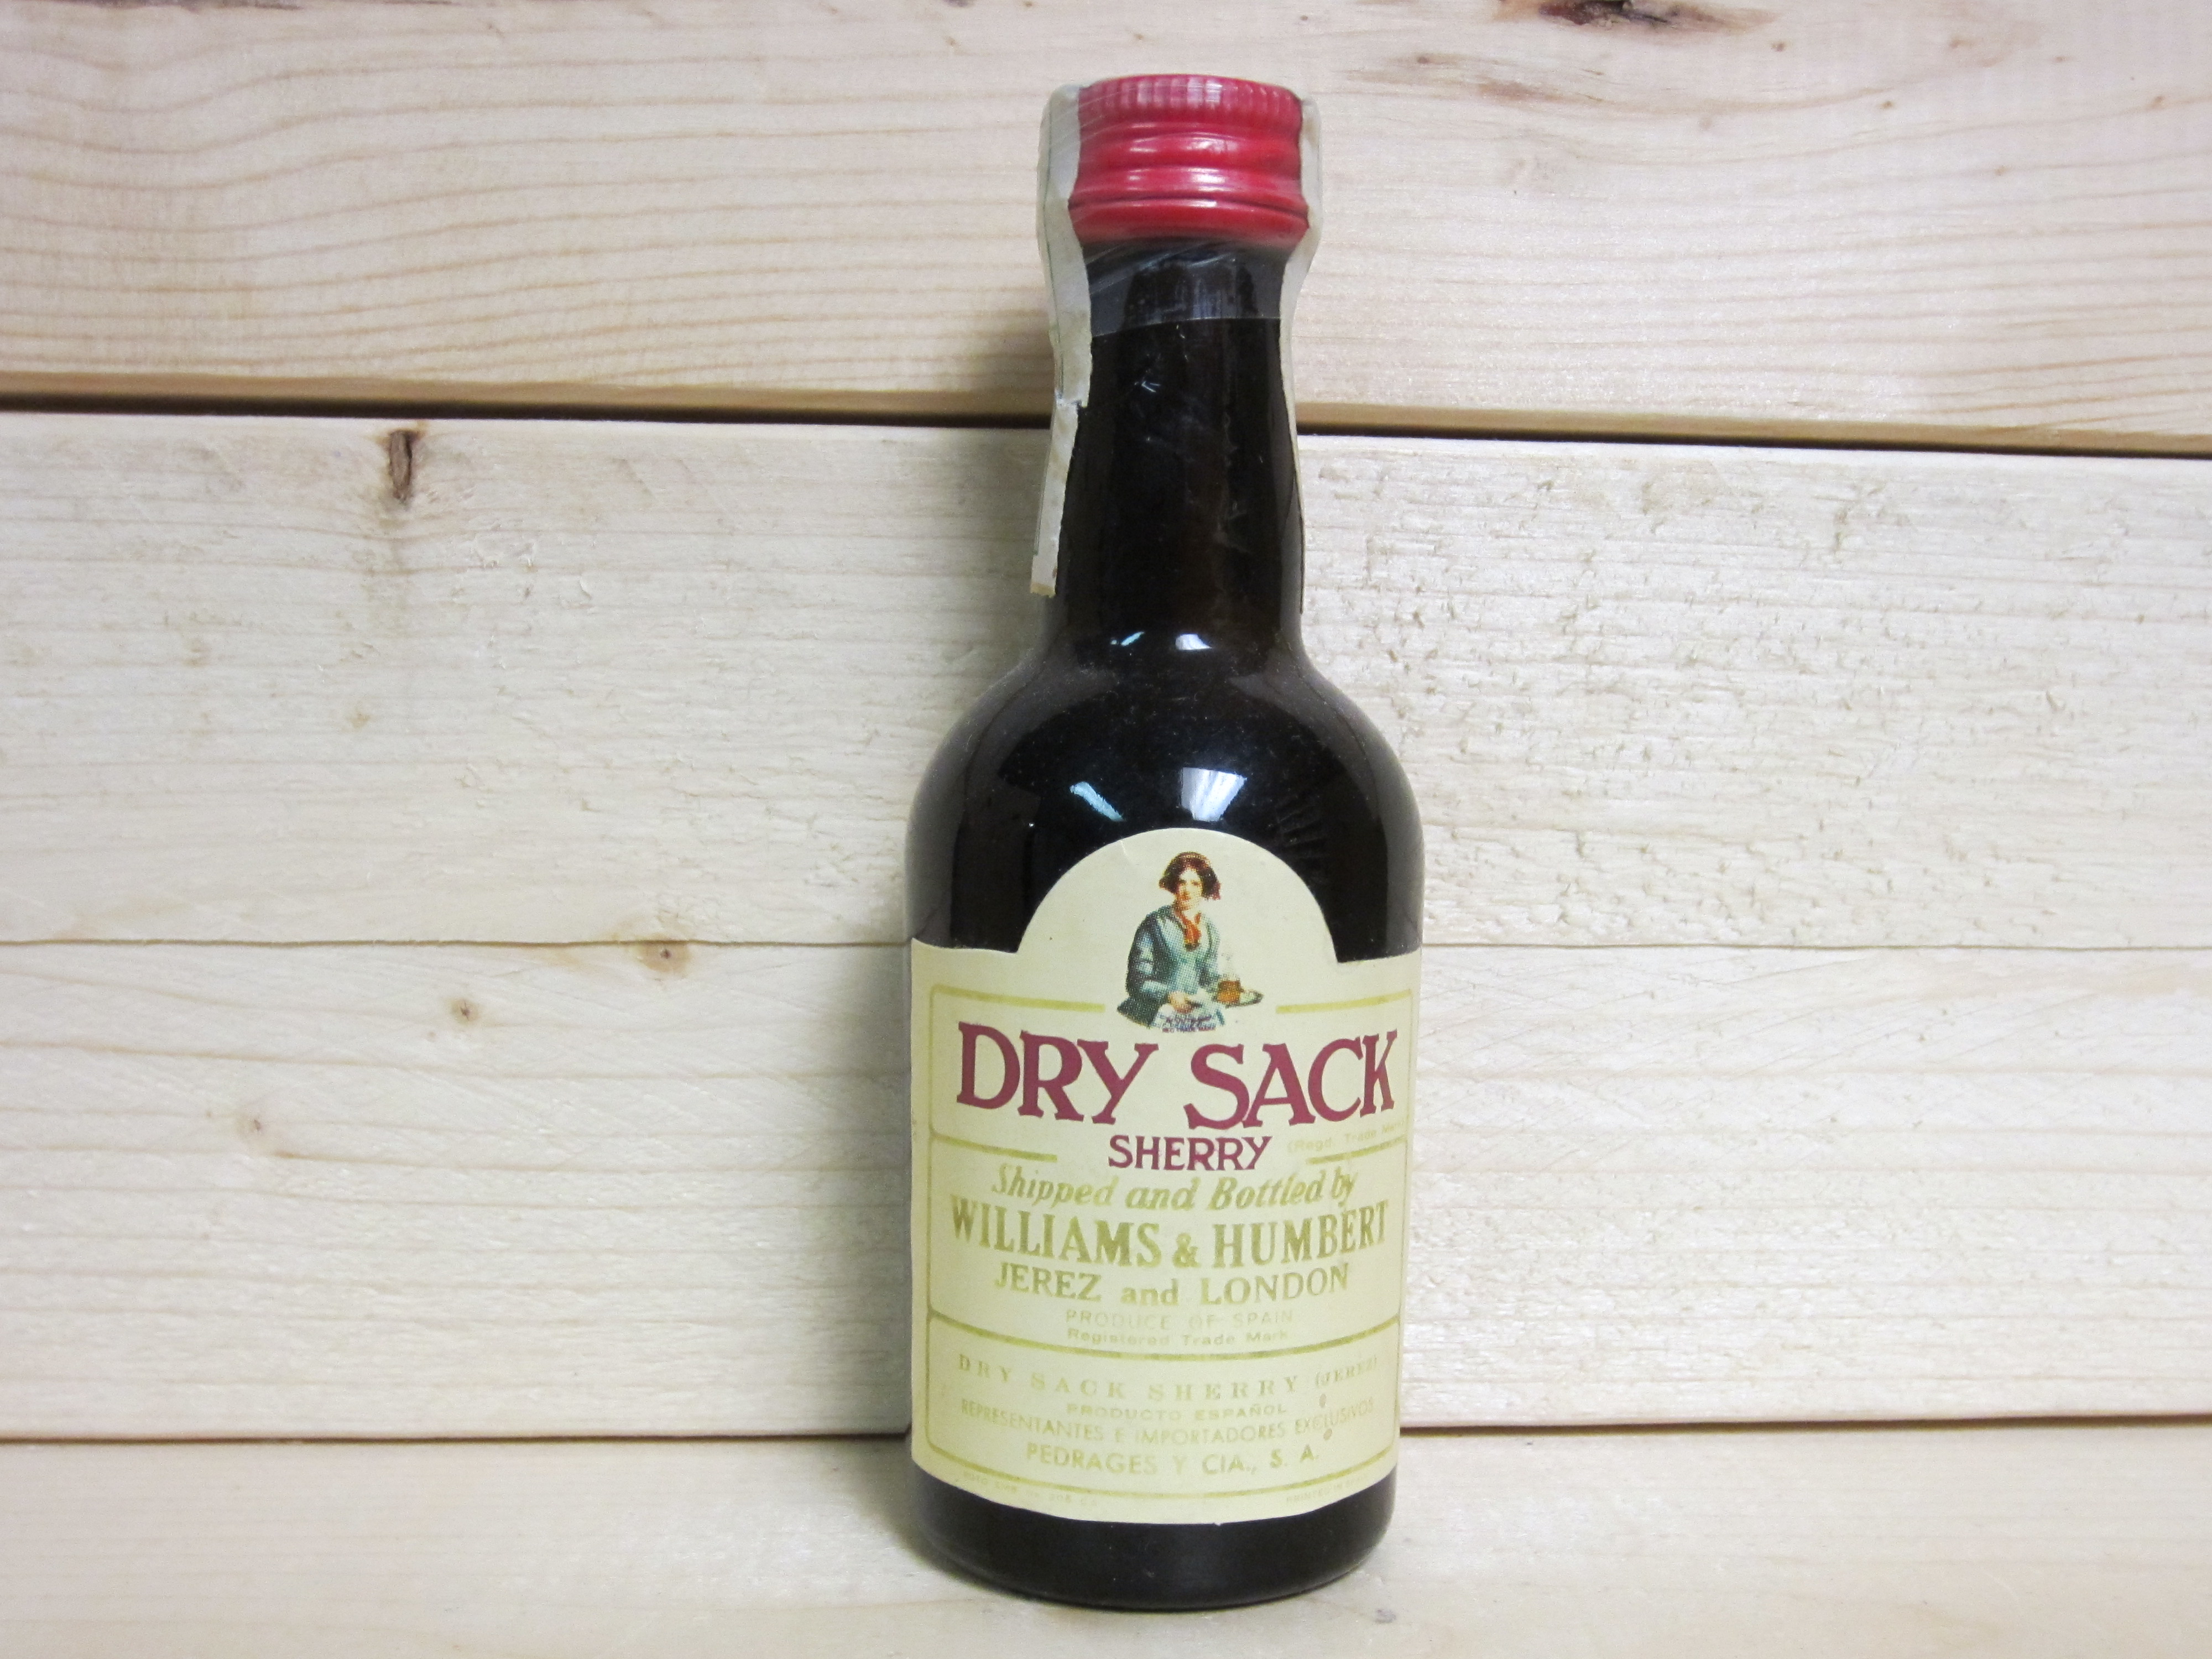 DRY SACK
SHERRY
(Regd. Trade Mark)
Shipped and Bottled by
WILLIAMS & HUMBERT
JEREZ and LONDON
PRODUCE OF SPAIN
Registered Trade Mark
DRY SACK SHERRY (JEREZ)
PRODUCTO ESPAÑOL
REPRESENTANTES E IMPORTADORES EXCLUSIVOS
PEDRAGES Y CIA., S. A.